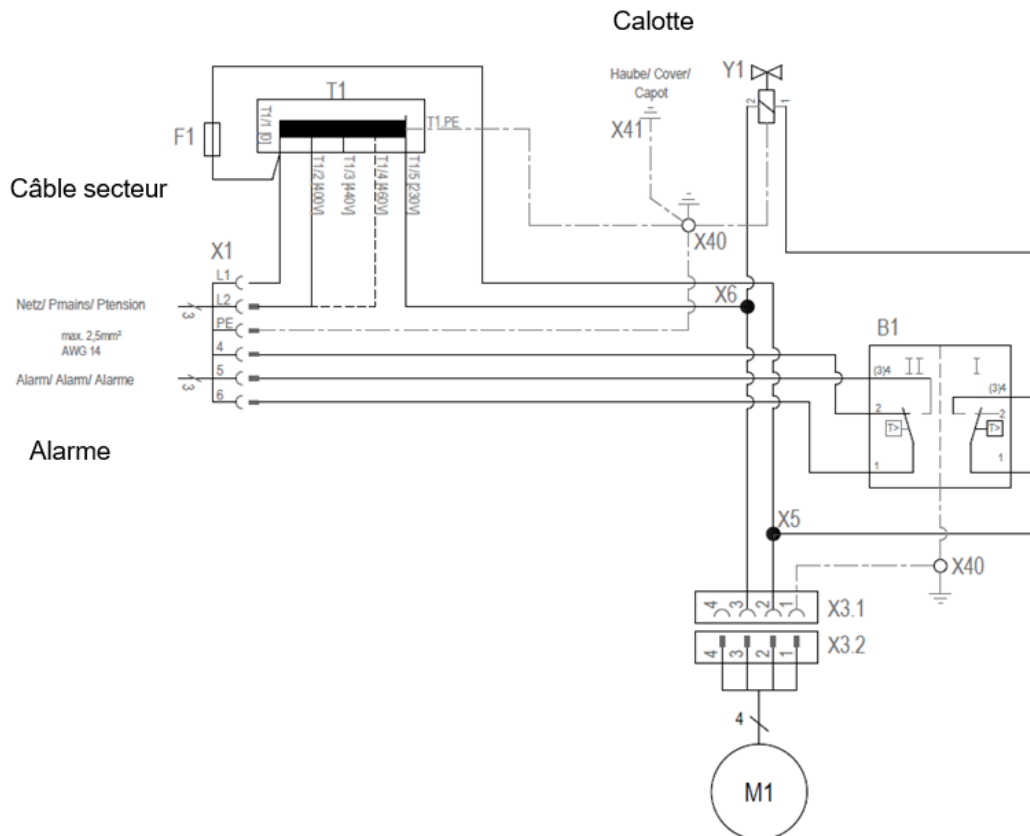 Calotte
Haube/ Cover/
Capot
X41
Y1
2
1
T1
T1/1 [0]
T1.PE
F1
T1/2 [400V]
T1/3 [440V]
T1/4 [460V]
T1/5 [230V]
Câble secteur
X40
X1
L1
L2
PE
4
5
6
Netz/ Pmains/ Ptension
3
max. 2,5mm²
AWG 14
Alarm/ Alarm/ Alarme
3
Alarme
X6
B1
(3)4
II
I
(3)4
2
2
T>
T>
1
1
X5
X40
4
3
2
1
X3.1
4
3
2
1
X3.2
4
M1